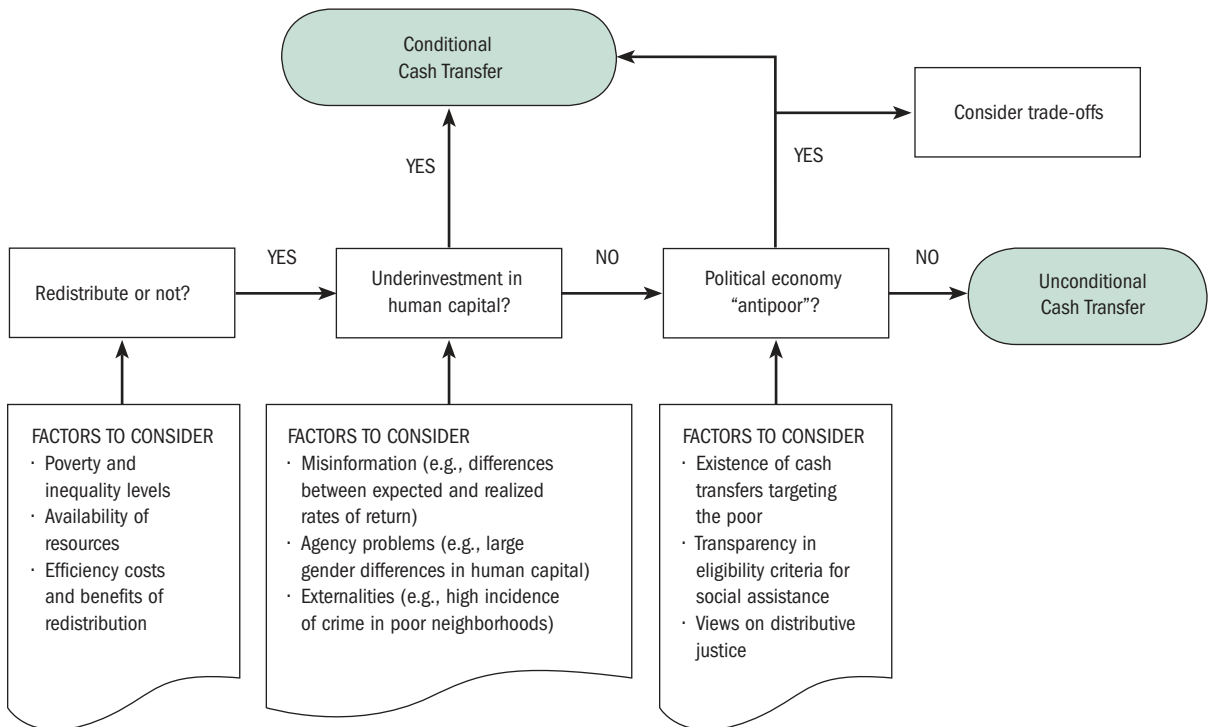 Conditional
Cash Transfer
Consider trade-offs
YES
YES
Redistribute or not?
YES
Underinvestment in
human capital?
NO
Political economy
“antipoor”?
NO
Unconditional
Cash Transfer
FACTORS TO CONSIDER
· Poverty and
inequality levels
· Availability of
resources
· Efficiency costs
and benefits of
redistribution
FACTORS TO CONSIDER
· Misinformation (e.g., differences
between expected and realized
rates of return)
· Agency problems (e.g., large
gender differences in human capital)
· Externalities (e.g., high incidence
of crime in poor neighborhoods)
FACTORS TO CONSIDER
· Existence of cash
transfers targeting
the poor
· Transparency in
eligibility criteria for
social assistance
· Views on distributive
justice